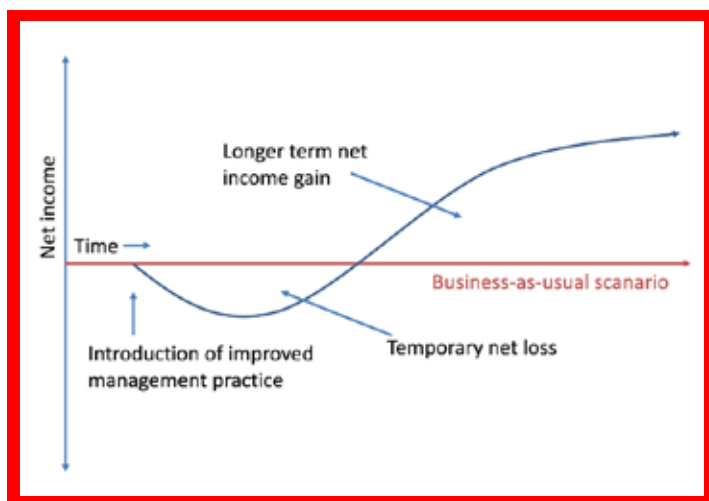 Net income
Longer term net
income gain
Time
Business-as-usual scanario
Introduction of improved
management practice
Temporary net loss